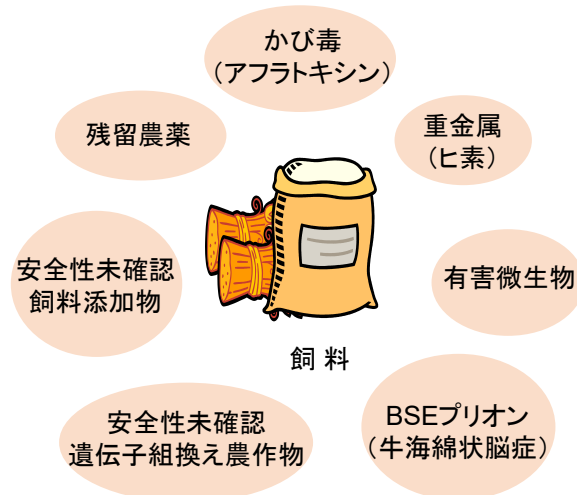 かび毒
（アフラトキシン）
残留農薬
重金属
（ヒ素）
安全性未確認
飼料添加物
有害微生物
飼 料
安全性未確認
遺伝子組換え農作物
BSEプリオン
（牛海綿状脳症）